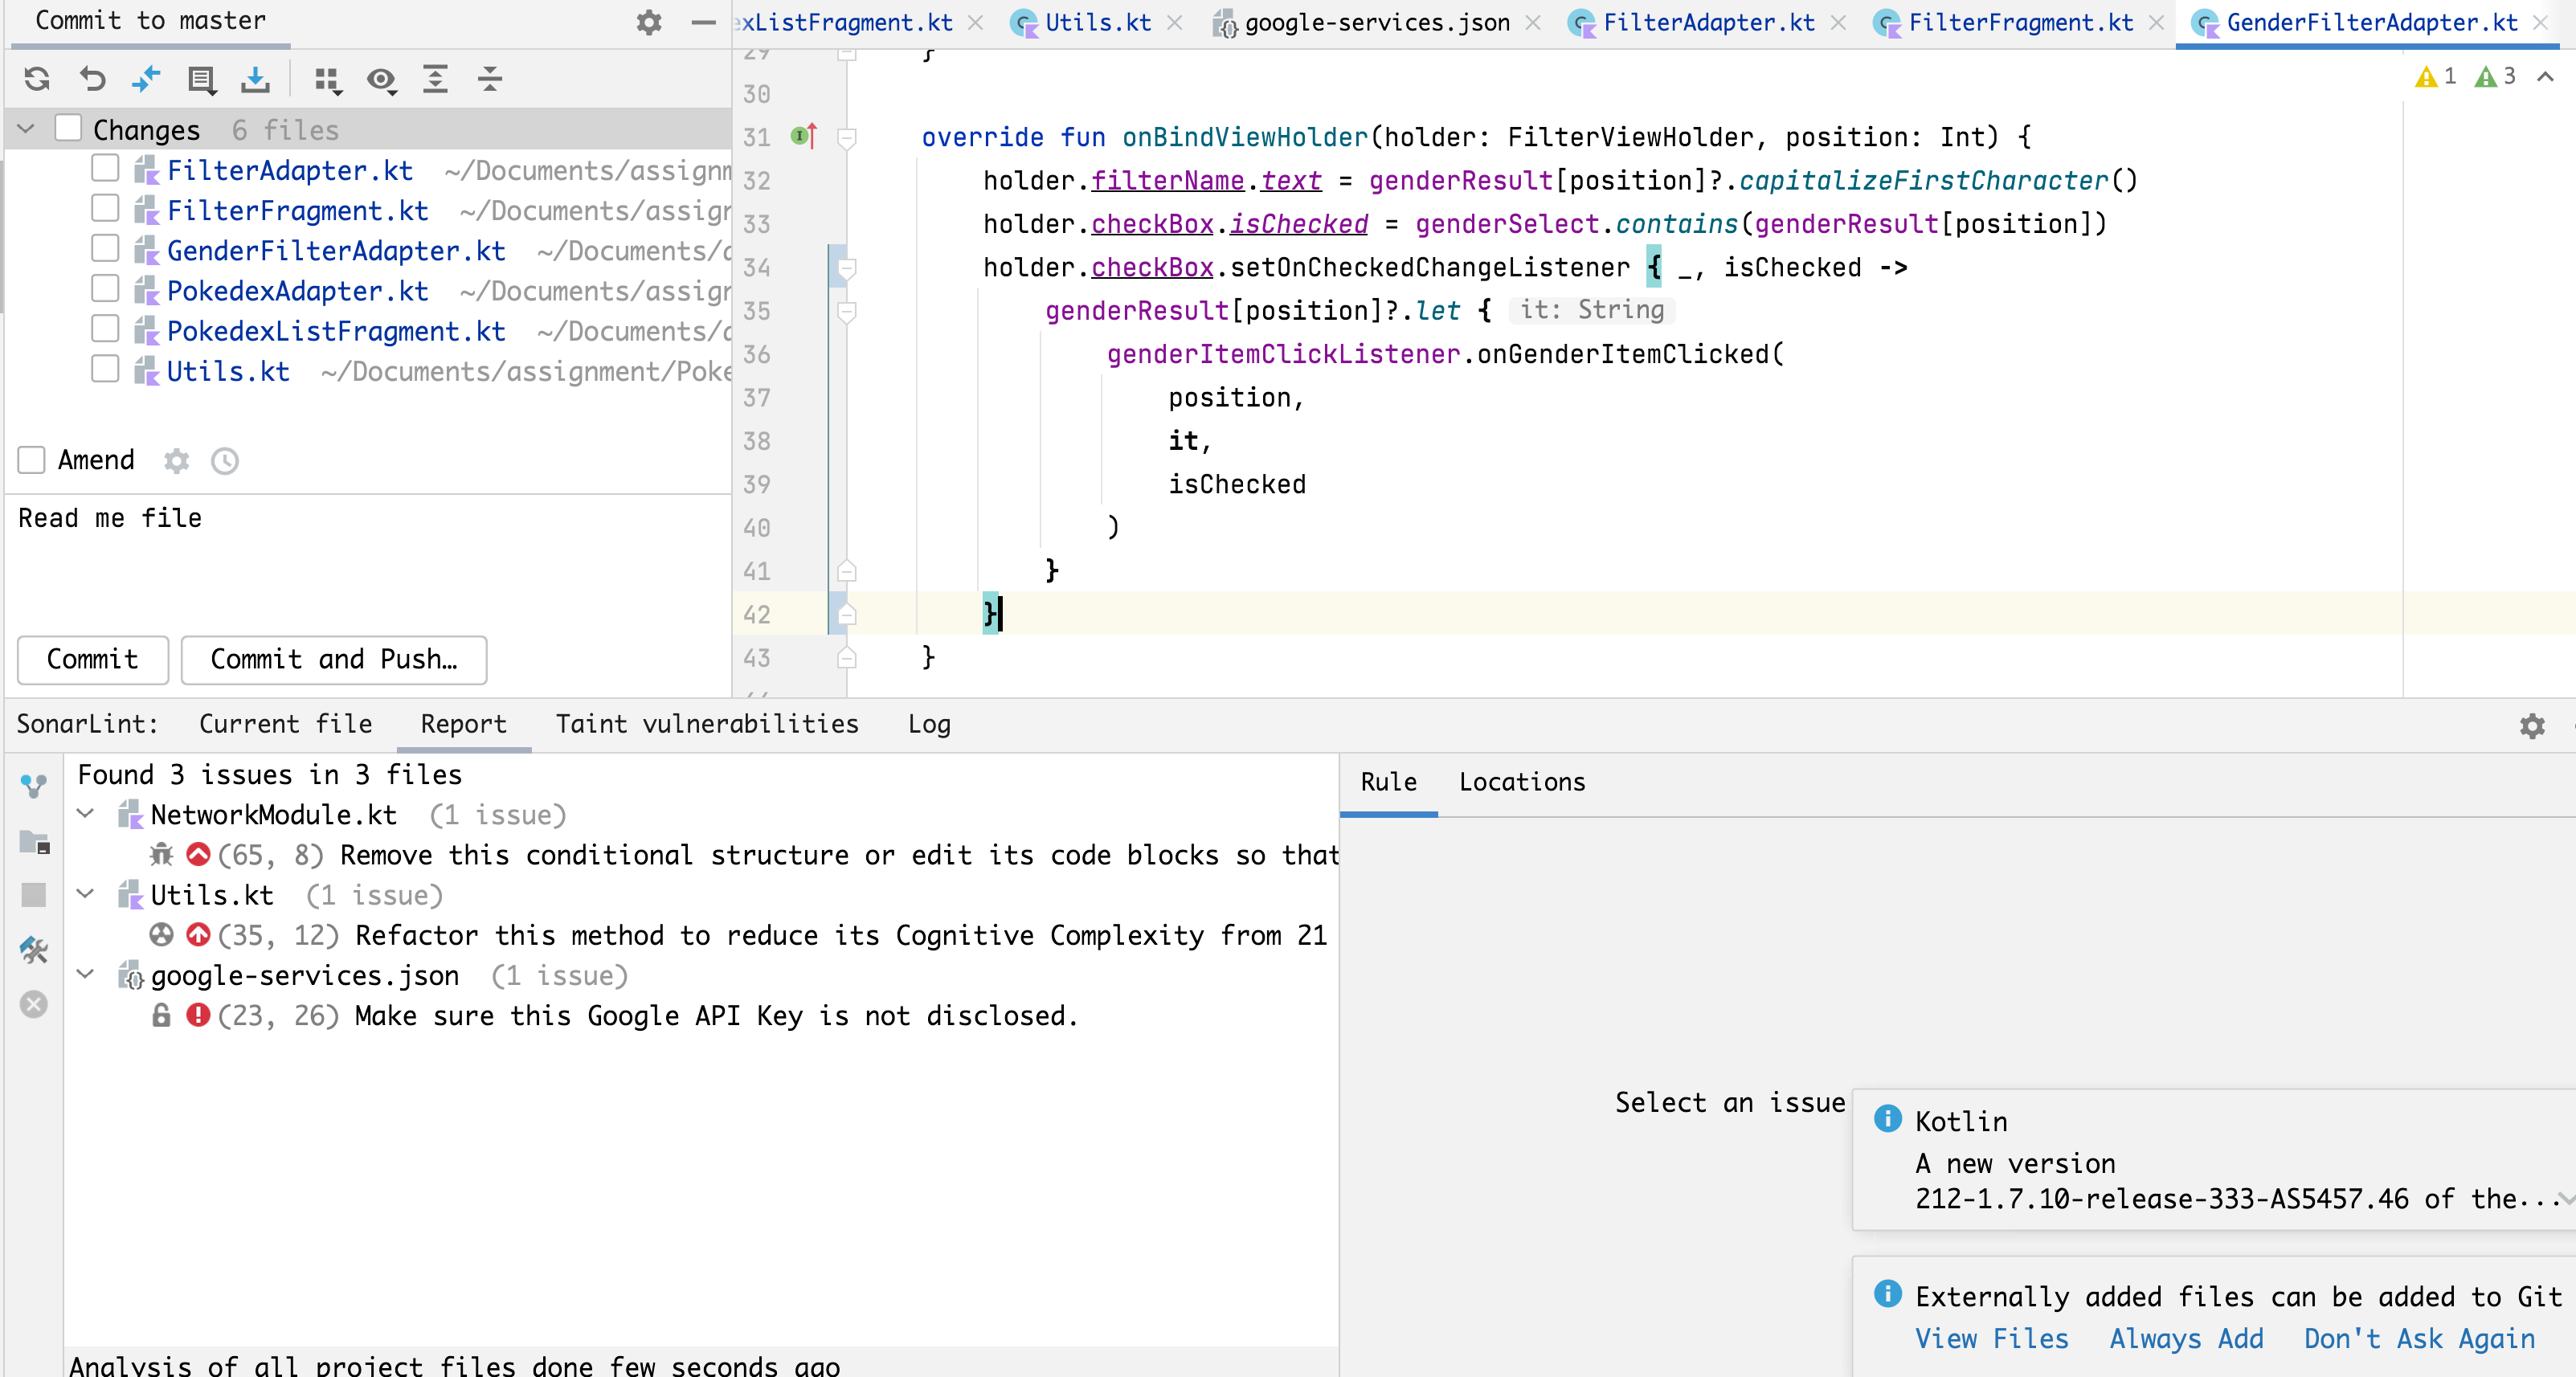 Commit to master
exListFragment.kt
Utils.kt
google-services.json
FilterAdapter.kt
FilterFragment.kt
GenderFilterAdapter.kt
Changes 6 files
FilterAdapter.kt ~/Documents/assignm
FilterFragment.kt ~/Documents/assigr
GenderFilterAdapter.kt ~/Documents/a
PokedexAdapter.kt ~/Documents/assigr
PokedexListFragment.kt ~/Documents/a
Utils.kt ~/Documents/assignment/Poke
Amend
Read me file
Commit
Commit and Push…
1 3
29 }
30
31 override fun onBindViewHolder(holder: FilterViewHolder, position: Int) {
32 holder.filterName.text = genderResult[position]?.capitalizeFirstCharacter()
33 holder.checkBox.isChecked = genderSelect.contains(genderResult[position])
34 holder.checkBox.setOnCheckedChangeListener { _, isChecked ->
35 genderResult[position]?.let { it: String
36 genderItemClickListener.onGenderItemClicked(
37 position,
38 it,
39 isChecked
40 )
41 }
42 }
43 }
SonarLint: Current file Report Taint vulnerabilities Log
Found 3 issues in 3 files
NetworkModule.kt (1 issue)
(65, 8) Remove this conditional structure or edit its code blocks so that
Utils.kt (1 issue)
(35, 12) Refactor this method to reduce its Cognitive Complexity from 21
google-services.json (1 issue)
(23, 26) Make sure this Google API Key is not disclosed.
Analysis of all project files done few seconds ago
Rule Locations
Select an issue
Kotlin
A new version
212-1.7.10-release-333-AS5457.46 of the...
Externally added files can be added to Git
View Files Always Add Don't Ask Again